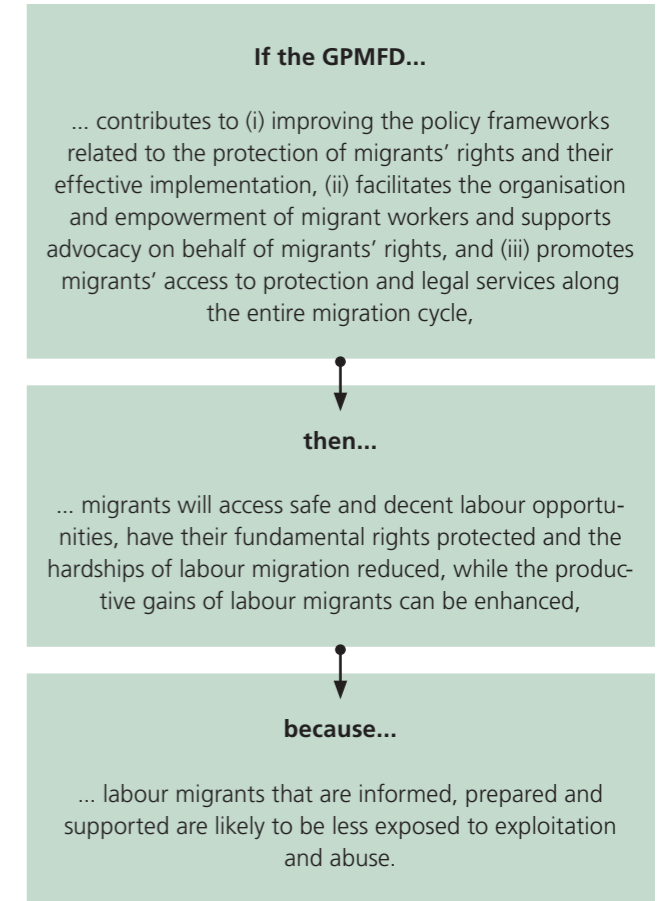 If the GPMFD...
... contributes to (i) improving the policy frameworks
related to the protection of migrants’ rights and their
effective implementation, (ii) facilitates the organisation
and empowerment of migrant workers and supports
advocacy on behalf of migrants’ rights, and (iii) promotes
migrants’ access to protection and legal services along
the entire migration cycle,
then...
... migrants will access safe and decent labour opportu-
nities, have their fundamental rights protected and the
hardships of labour migration reduced, while the produc-
tive gains of labour migrants can be enhanced,
because...
... labour migrants that are informed, prepared and
supported are likely to be less exposed to exploitation
and abuse.